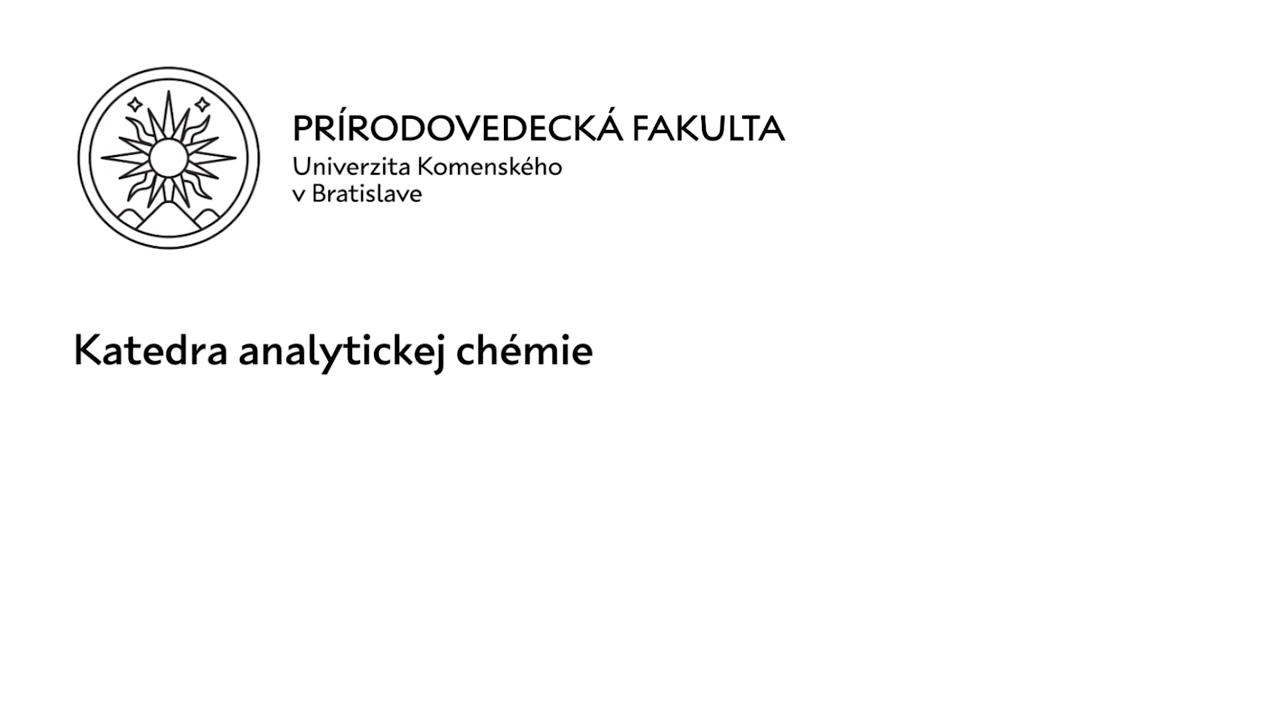 PRÍRODOVEDECKÁ FAKULTA
Univerzita Komenského
v Bratislave
Katedra analytickej chémie